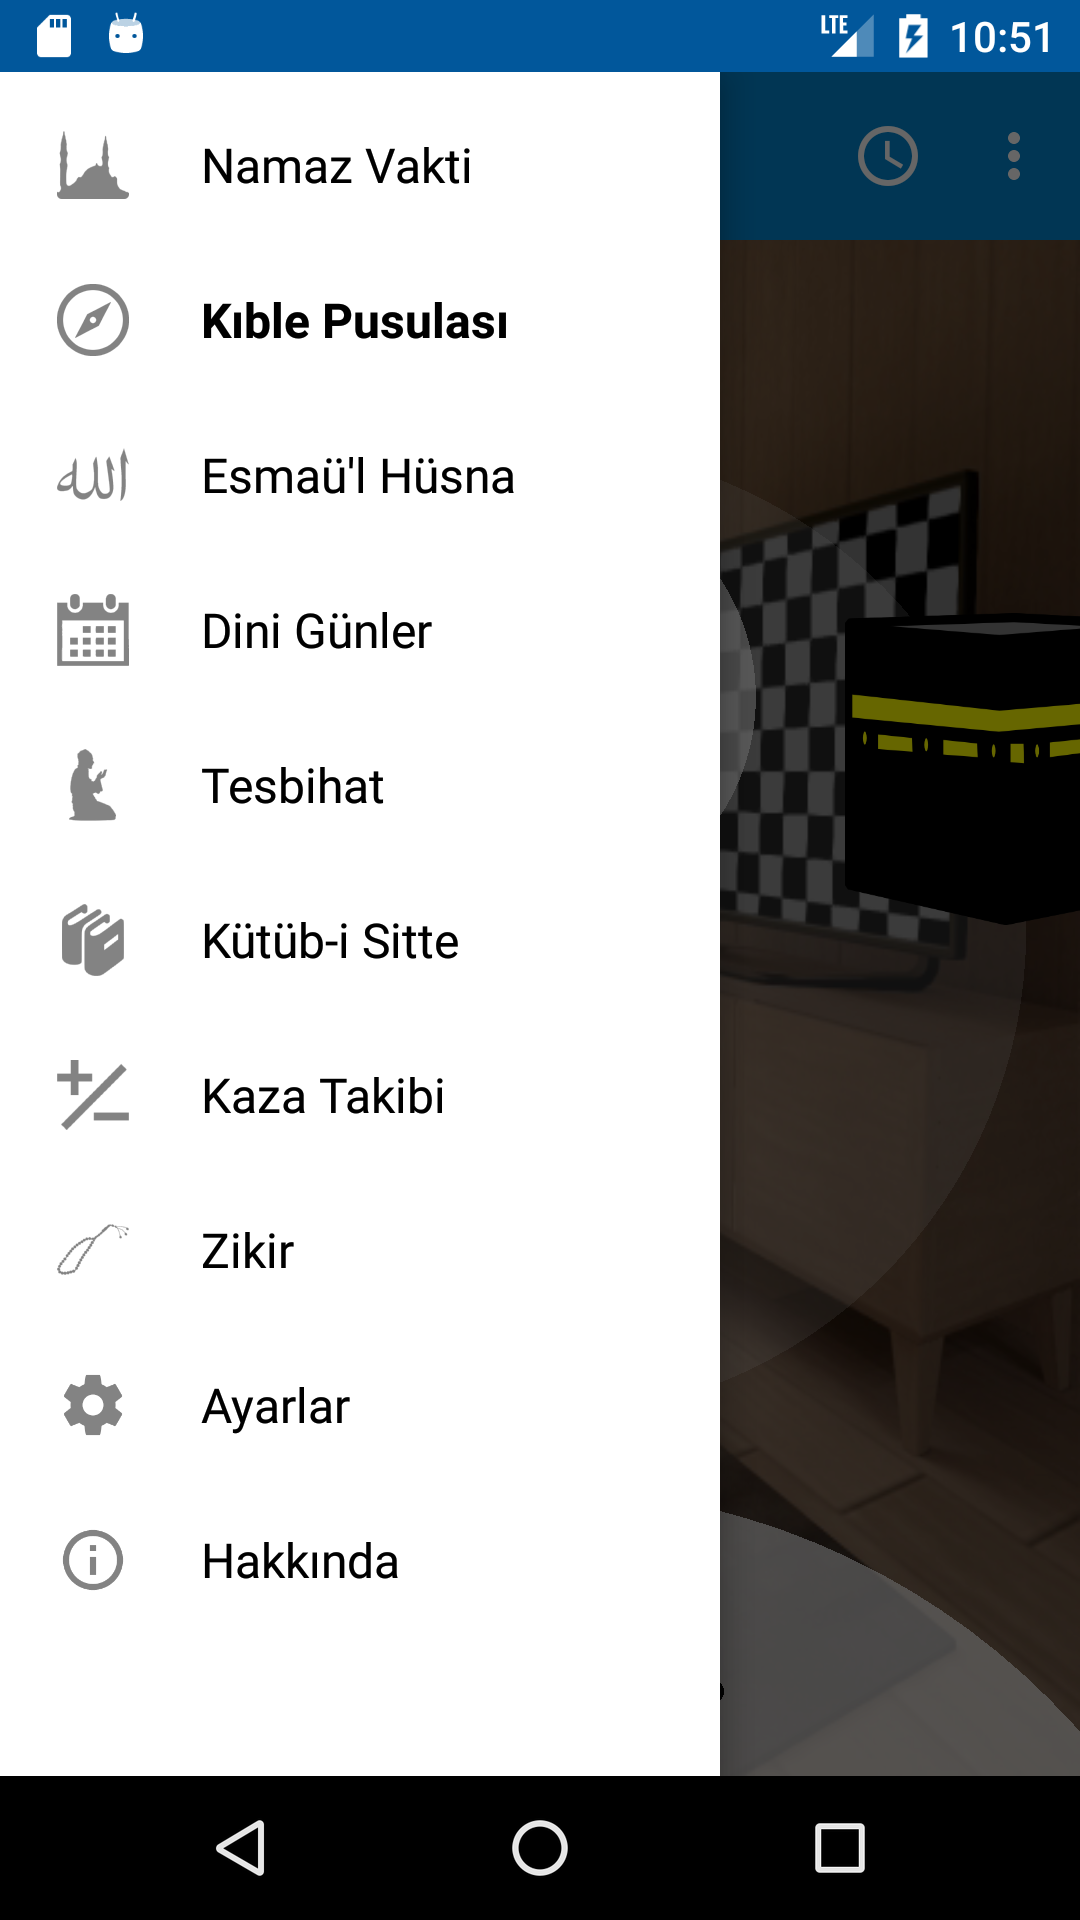 LTE 10:51
Namaz Vakti
Kıble Pusulası
Esmaü'l Hüsna
Dini Günler
Tesbihat
Kütüb-i Sitte
Kaza Takibi
Zikir
Ayarlar
Hakkında